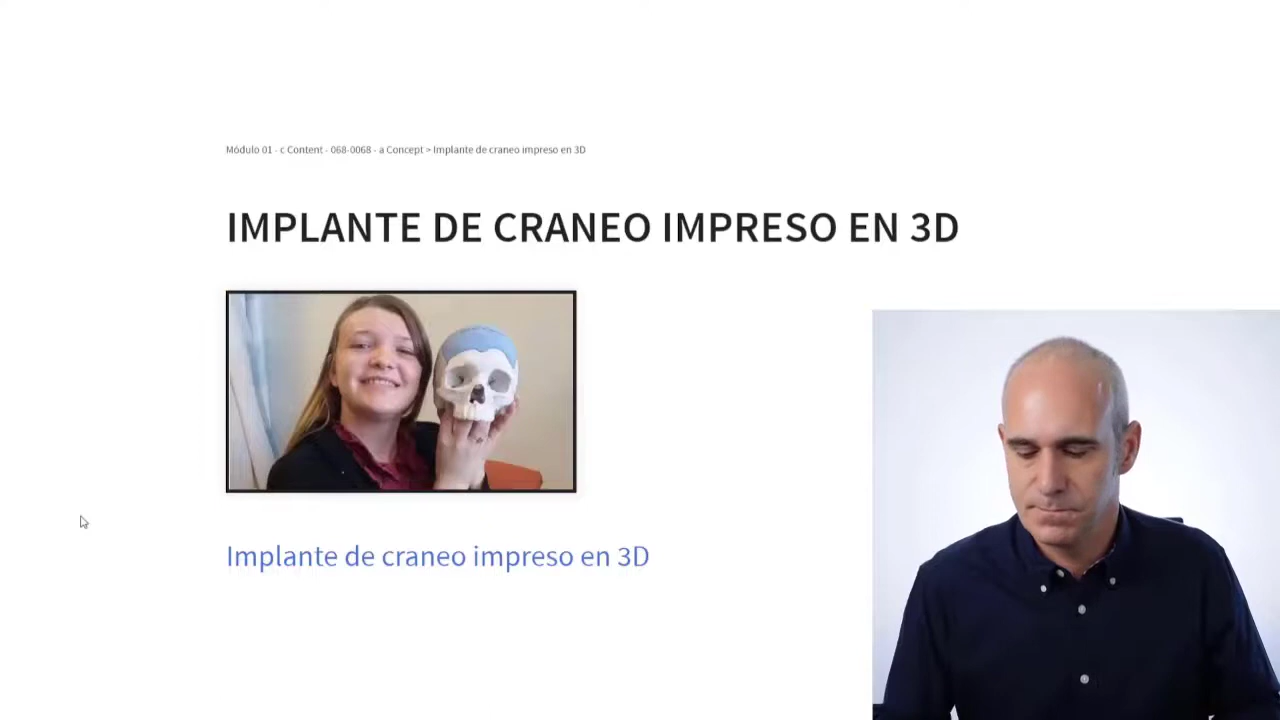 Módulo 01 - c Content - 068-0068 - a Concept > Implante de craneo impreso en 3D
IMPLANTE DE CRANEO IMPRESO EN 3D
Implante de craneo impreso en 3D